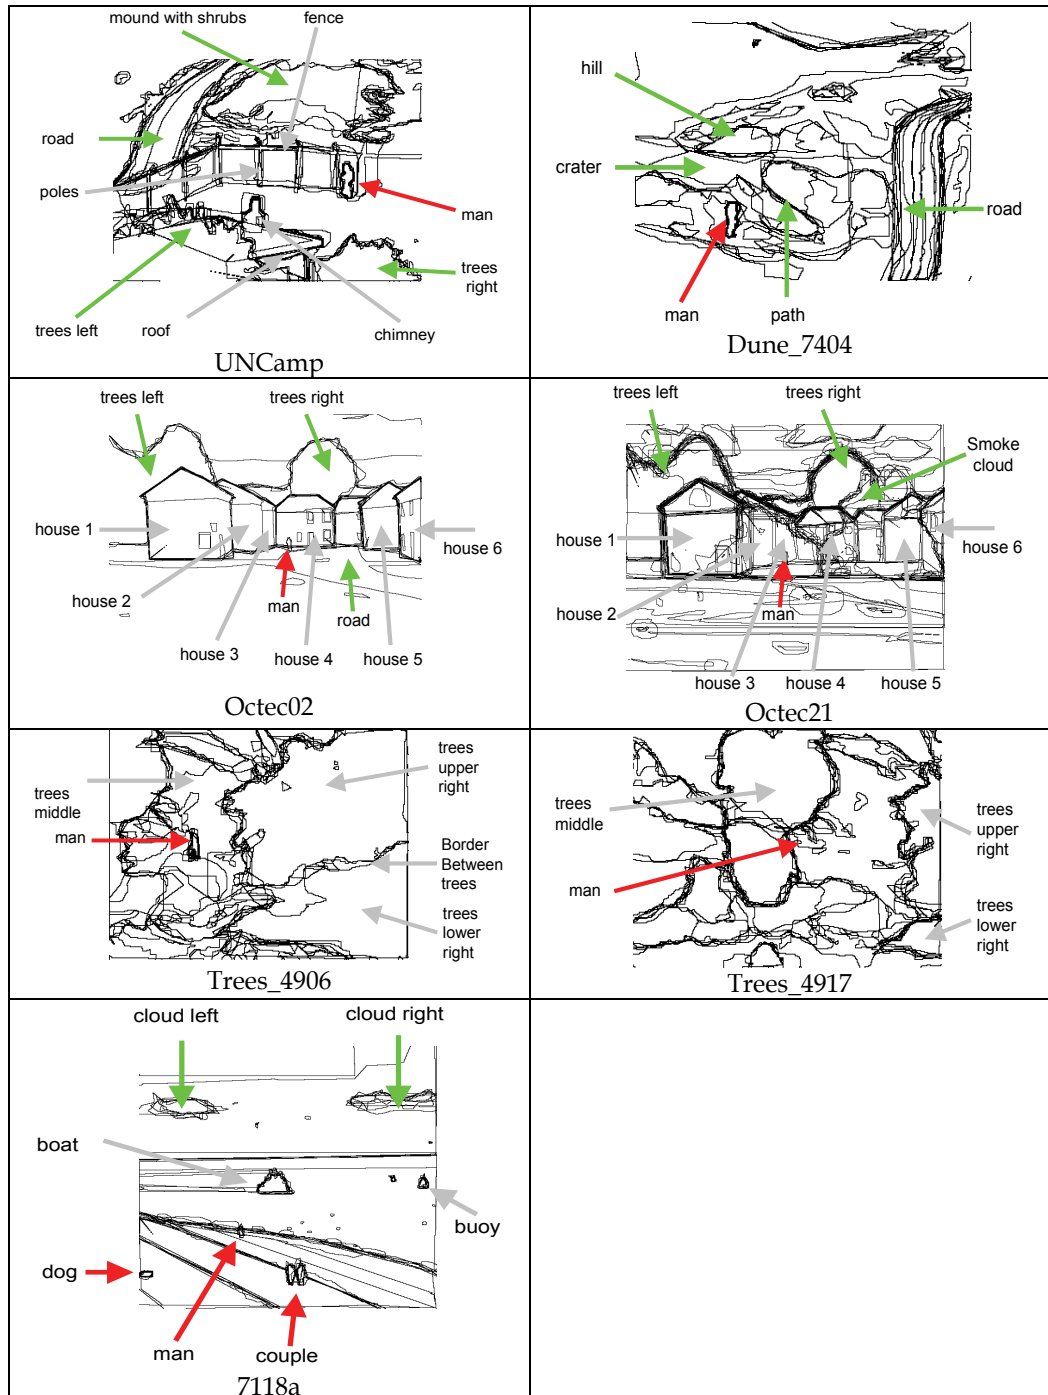 mound with shrubs
fence
road
poles
man
trees
right
trees left
roof
chimney
UNCamp
hill
crater
road
man
path
Dune_7404
trees left
trees right
house 1
house 6
house 2
man
road
house 3
house 4
house 5
Octec02
trees left
trees right
Smoke
cloud
house 1
house 6
house 2
man
house 3
house 4
house 5
Octec21
trees
upper
right
trees
middle
man
Border
Between
trees
trees
lower
right
Trees_4906
trees
middle
trees
upper
right
man
trees
lower
right
Trees_4917
cloud left
cloud right
boat
buoy
dog
man
couple
7118a